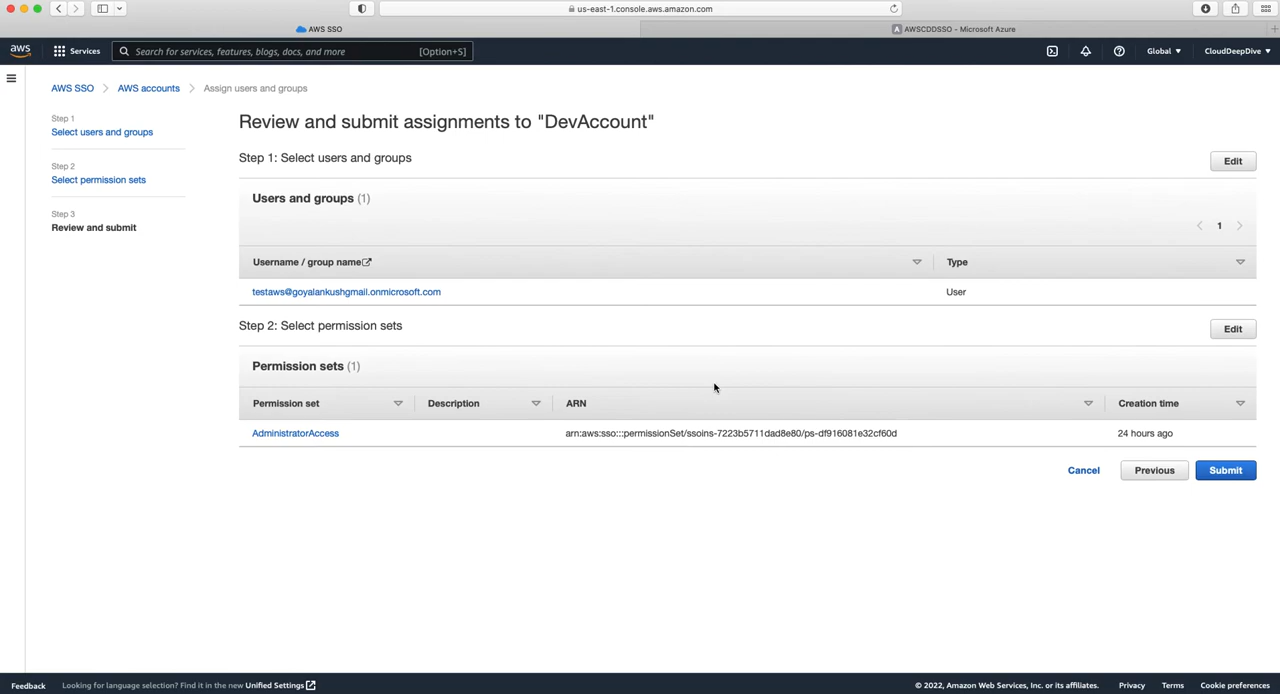 us-east-1.console.aws.amazon.com
AWS SSO
A AWSCDDSSO - Microsoft Azure
aws
Services
Search for services, features, blogs, docs, and more [Option+S]
Global ▼
CloudDeepDive ▼
AWS SSO > AWS accounts > Assign users and groups
Step 1
Select users and groups
Step 2
Select permission sets
Step 3
Review and submit
Review and submit assignments to "DevAccount"
Step 1: Select users and groups
Edit
Users and groups (1)
< 1 >
Username / group name
Type
testaws@goyalankushgmail.onmicrosoft.com
User
Step 2: Select permission sets
Edit
Permission sets (1)
Permission set
Description
ARN
Creation time
AdministratorAccess
arn:aws:sso:::permissionSet/ssoins-7223b5711dad8e80/ps-df916081e32cf60d
24 hours ago
Cancel
Previous
Submit
Feedback
Looking for language selection? Find it in the new Unified Settings
© 2022, Amazon Web Services, Inc. or its affiliates.
Privacy
Terms
Cookie preferences